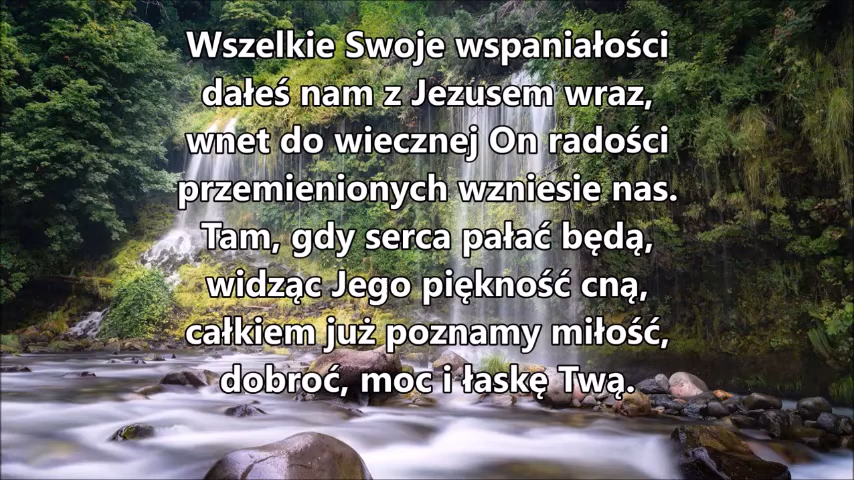 Wszelkie Swoje wspaniałości
dałeś nam z Jezusem wraz,
wnet do wiecznej On radości
przemienionych wzniesie nas.
Tam, gdy serca pałać będą,
widząc Jego piękność cną,
całkiem już poznamy miłość,
dobroć, moc i łaskę Twą.